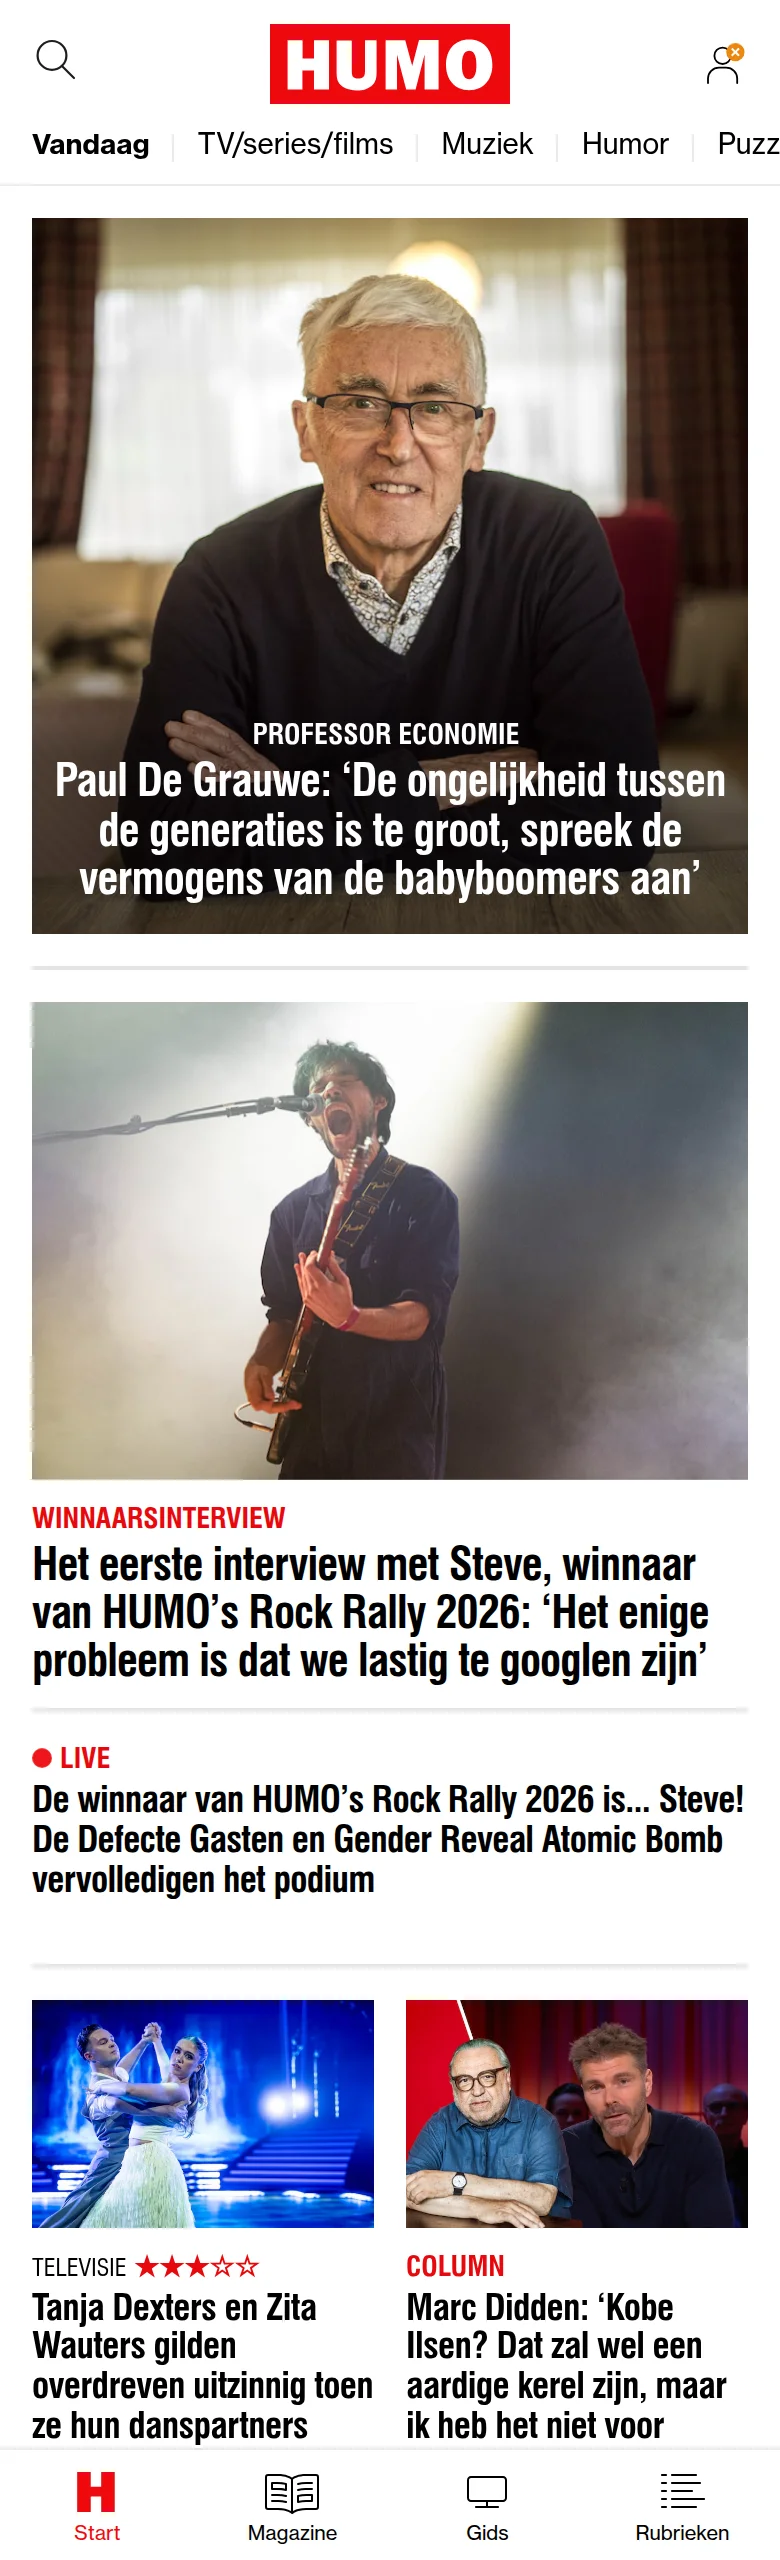 HUMO
Vandaag
TV/series/films
Muziek
Humor
Puzz
PROFESSOR ECONOMIE
Paul De Grauwe: ‘De ongelijkheid tussen
de generaties is te groot, spreek de
vermogens van de babyboomers aan’
WINNAARSINTERVIEW
Het eerste interview met Steve, winnaar
van HUMO’s Rock Rally 2026: ‘Het enige
probleem is dat we lastig te googlen zijn’
LIVE
De winnaar van HUMO’s Rock Rally 2026 is... Steve!
De Defecte Gasten en Gender Reveal Atomic Bomb
vervolledigen het podium
TELEVISIE ★★★☆☆
Tanja Dexters en Zita
Wauters gilden
overdreven uitzinnig toen
ze hun danspartners
COLUMN
Marc Didden: ‘Kobe
Ilsen? Dat zal wel een
aardige kerel zijn, maar
ik heb het niet voor
H
Start
Magazine
Gids
Rubrieken